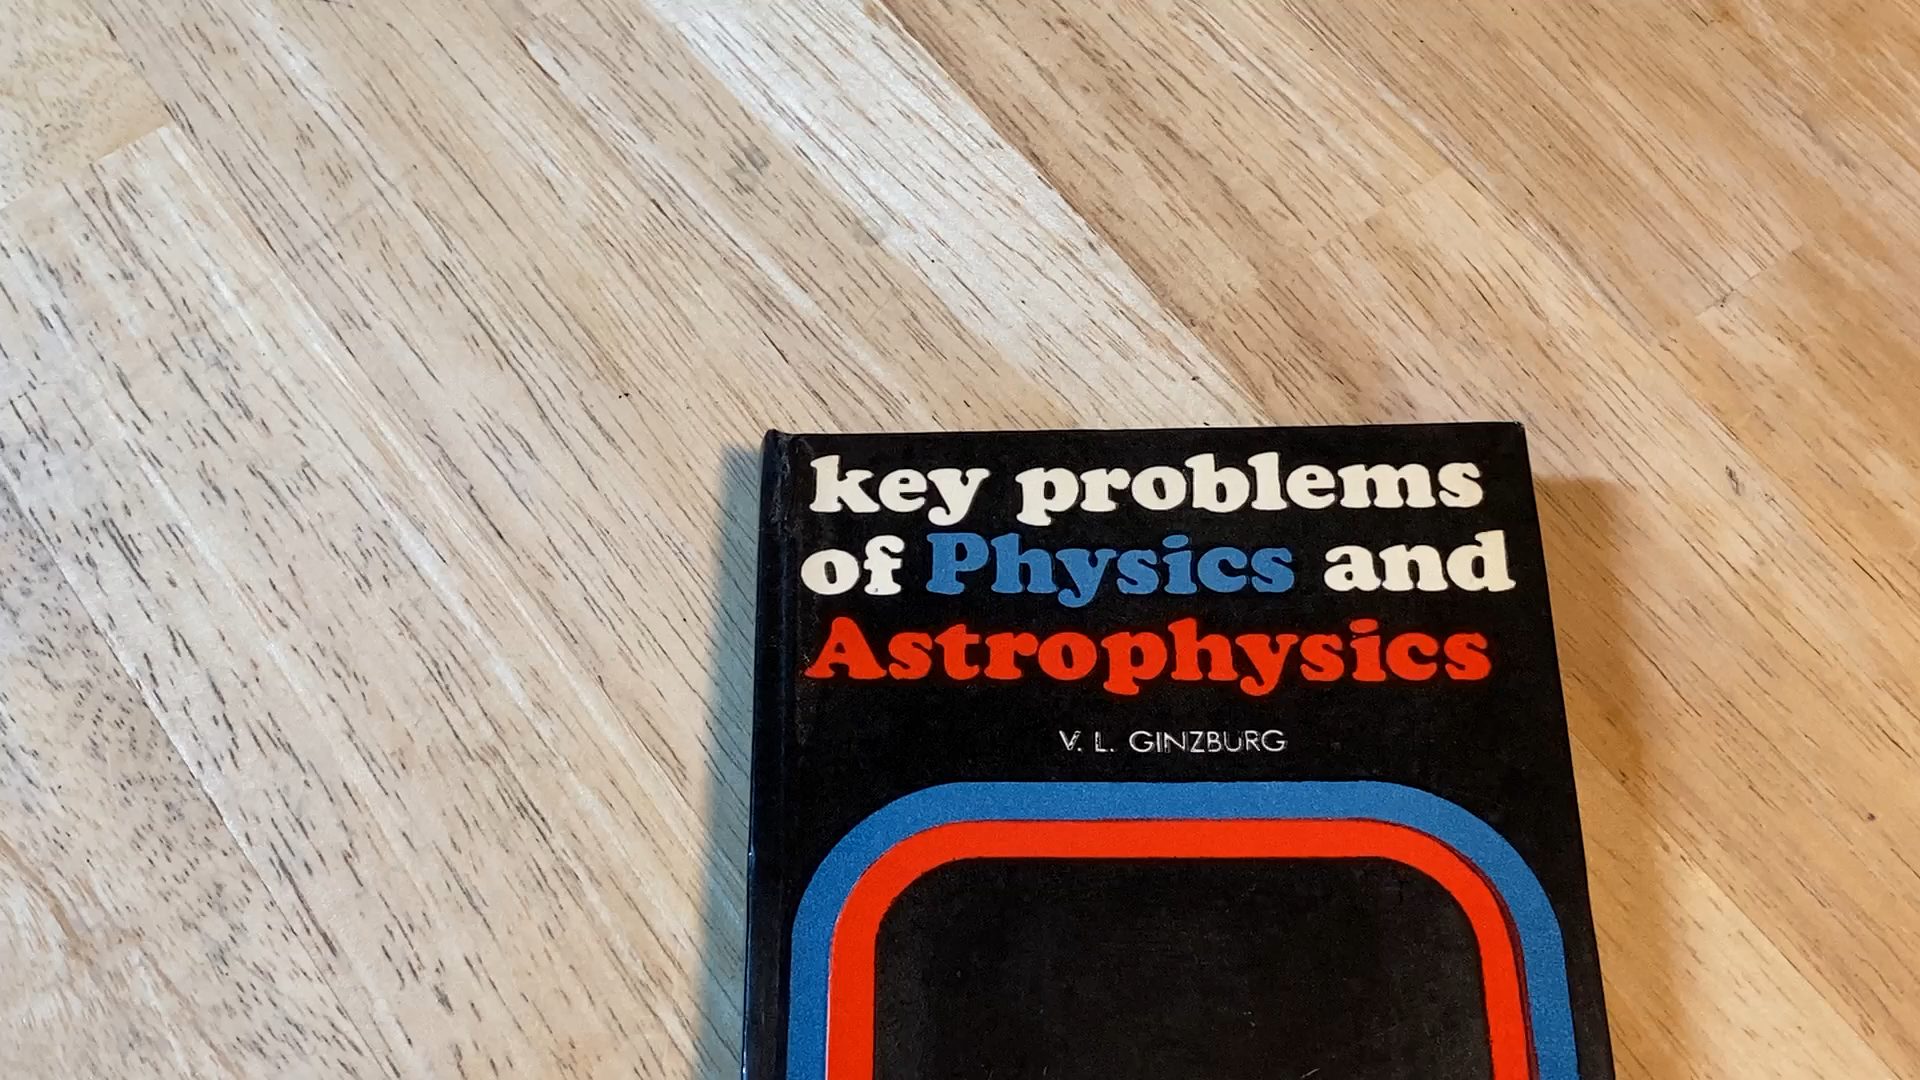 key problems
of Physics and
Astrophysics
V. L. GINZBURG